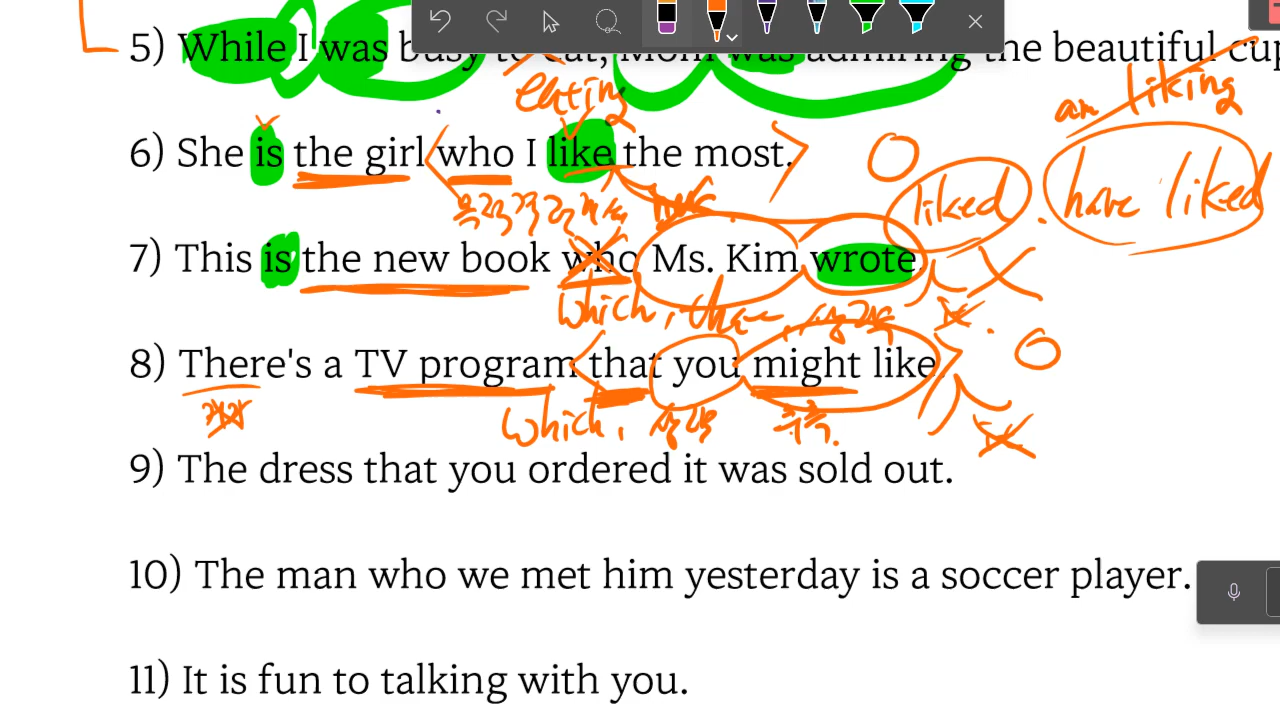 5) While I was busy to eat, Mom was admiring the beautiful cup
eating
an liking
6) She is the girl who I like the most.
liked
have liked
7) This is the new book who Ms. Kim wrote.
which, that,
8) There's a TV program that you might like
which,
9) The dress that you ordered it was sold out.
10) The man who we met him yesterday is a soccer player.
11) It is fun to talking with you.